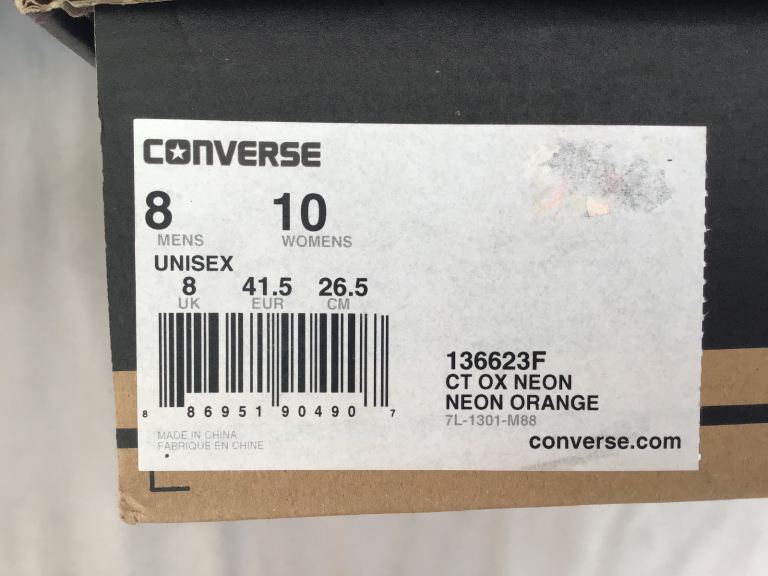 CONVERSE
8 10
MENS WOMENS
UNISEX
8 41.5 26.5
UK EUR CM
8 86951 90490 7
MADE IN CHINA
FABRIQUE EN CHINE
136623F
CT OX NEON
NEON ORANGE
7L-1301-M88
converse.com